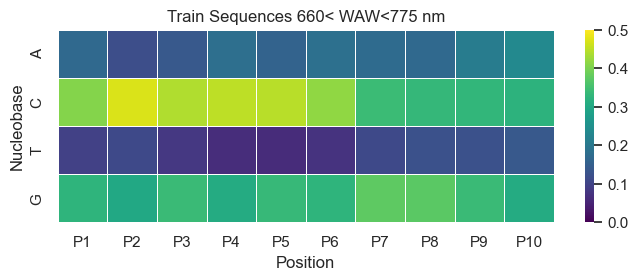 Train Sequences 660< WAW<775 nm
0.5
A
0.4
C
0.3
Nucleobase
0.2
T
0.1
G
0.0
P1 P2 P3 P4 P5 P6 P7 P8 P9 P10
Position